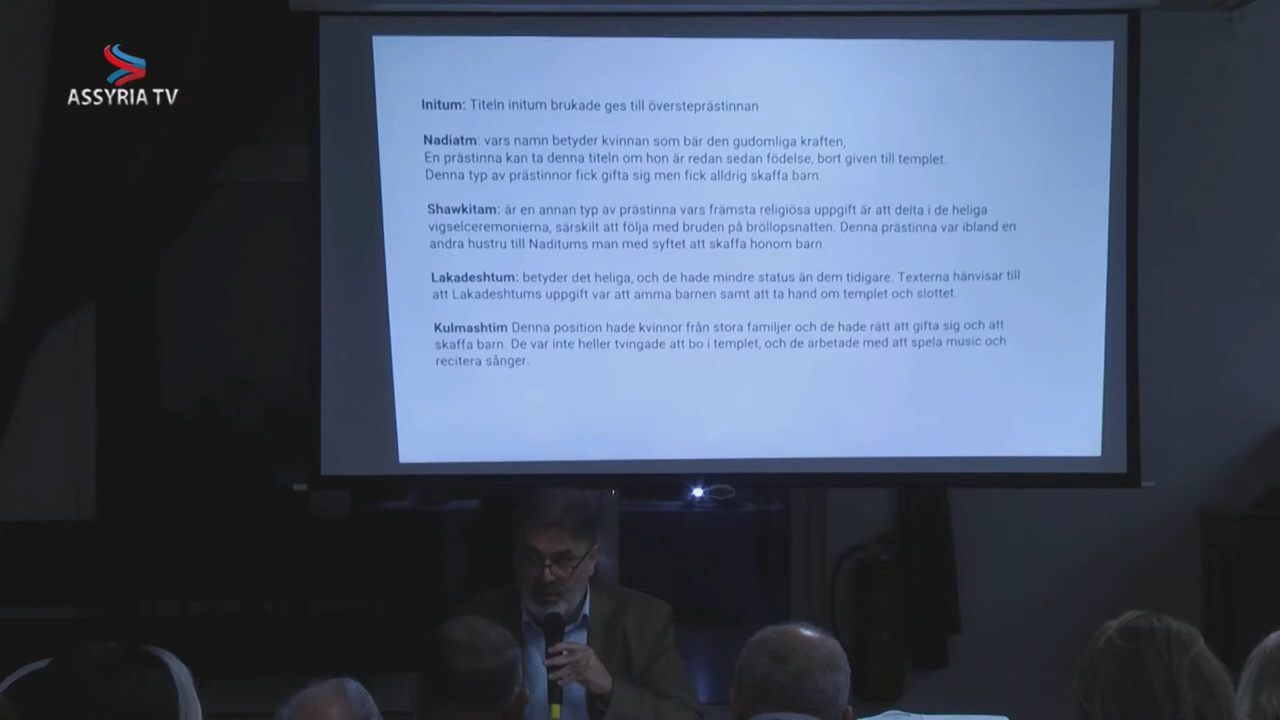 ASSYRIA TV
Initum: Titeln initum brukade ges till översteprästinnan
Nadiatm: vars namn betyder kvinnan som bär den gudomliga kraften,
En prästinna kan ta denna titeln om hon är redan sedan födelse, bort given till templet.
Denna typ av prästinnor fick gifta sig men fick alldrig skaffa barn.
Shawkitam: är en annan typ av prästinna vars främsta religiösa uppgift är att delta i de heliga
vigselceremonierna, särskilt att följa med bruden på bröllopsnatten. Denna prästinna var ibland en
andra hustru till Naditums man med syftet att skaffa honom barn.
Lakadeshtum: betyder det heliga, och de hade mindre status än dem tidigare. Texterna hänvisar till
att Lakadeshtums uppgift var att amma barnen samt att ta hand om templet och slottet.
Kulmashtim Denna position hade kvinnor från stora familjer och de hade rätt att gifta sig och att
skaffa barn. De var inte heller tvingade att bo i templet, och de arbetade med att spela music och
recitera sånger.